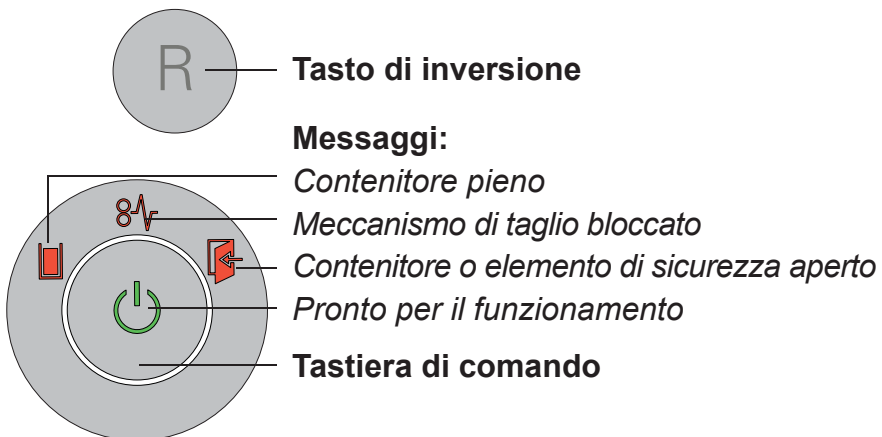 R
Tasto di inversione
Messaggi:
Contenitore pieno
Meccanismo di taglio bloccato
Contenitore o elemento di sicurezza aperto
Pronto per il funzionamento
Tastiera di comando